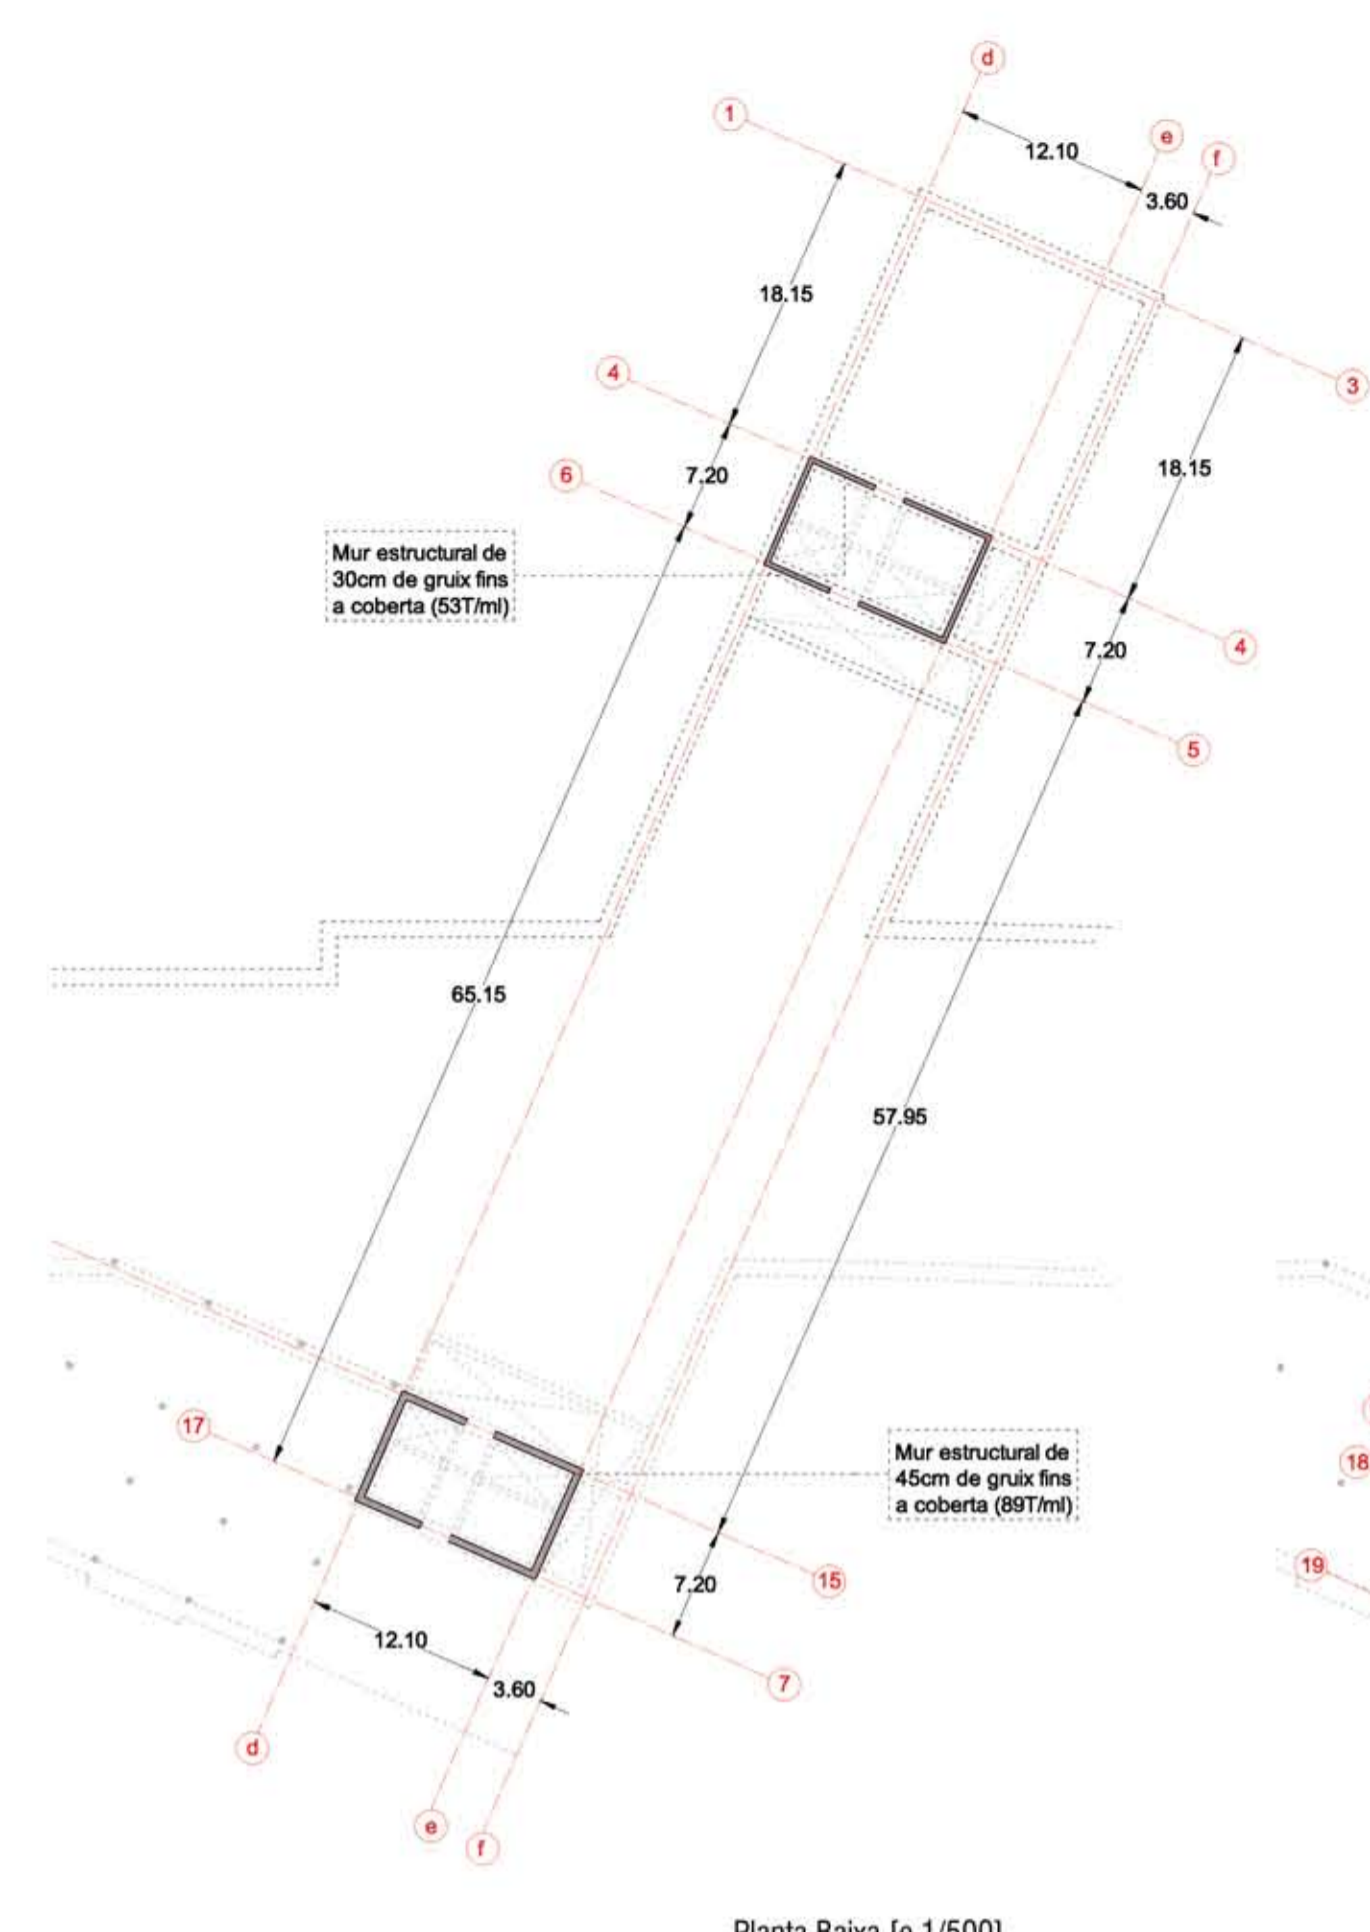 d
1
12.10
e
f
3.60
18.15
4
3
6
7.20
18.15
Mur estructural de
30cm de gruix fins
a coberta (53T/ml)
4
7.20
5
65.15
57.95
17
Mur estructural de
45cm de gruix fins
a coberta (89T/ml)
18
19
15
7.20
12.10
7
3.60
d
e
f
Planta Baixa [e 1/500]